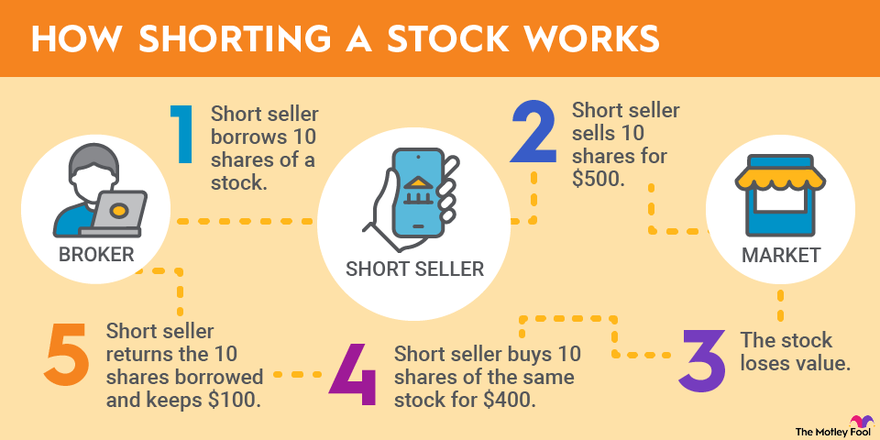 HOW SHORTING A STOCK WORKS
1
Short seller
borrows 10
shares of a
stock.
2
Short seller
sells 10
shares for
$500.
BROKER
SHORT SELLER
MARKET
3
The stock
loses value.
4
Short seller buys 10
shares of the same
stock for $400.
5
Short seller
returns the 10
shares borrowed
and keeps $100.
The Motley Fool